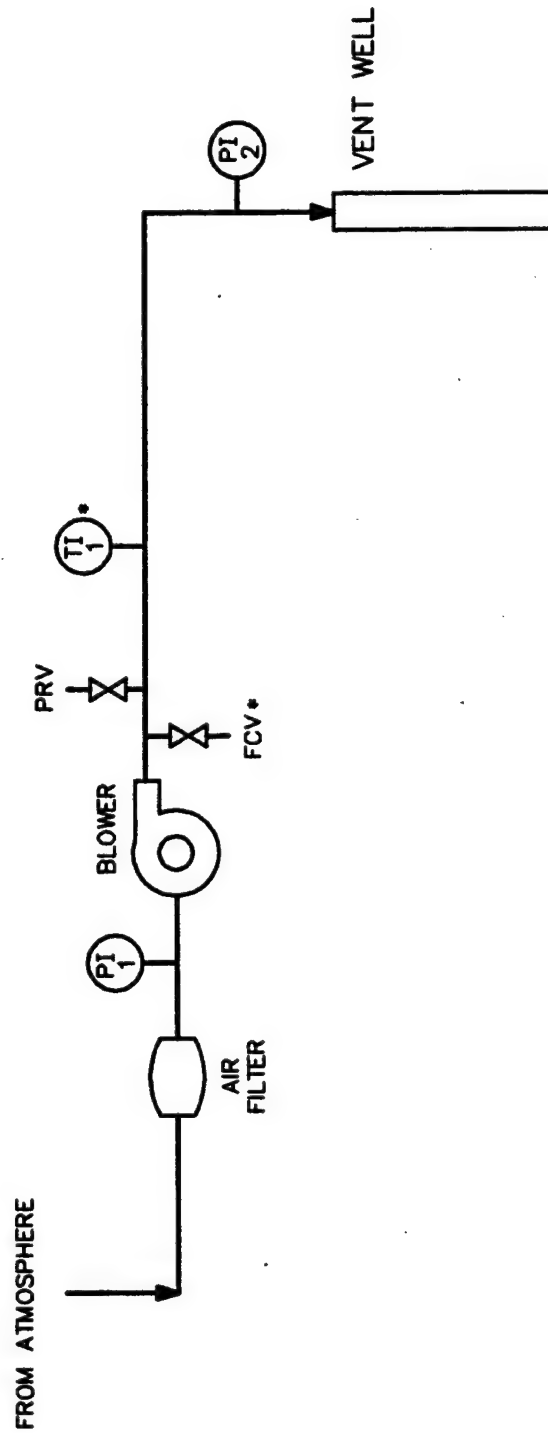 FROM ATMOSPHERE
AIR
FILTER
PI
1
BLOWER
PRV
FCV*
TI
1
*
PI
2
VENT WELL